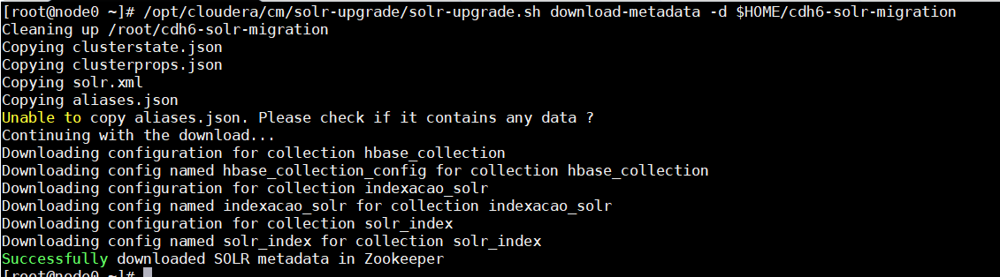 [root@node0 ~]# /opt/cloudera/cm/solr-upgrade/solr-upgrade.sh download-metadata -d $HOME/cdh6-solr-migration
Cleaning up /root/cdh6-solr-migration
Copying clusterstate.json
Copying clusterprops.json
Copying solr.xml
Copying aliases.json
Unable to copy aliases.json. Please check if it contains any data ?
Continuing with the download...
Downloading configuration for collection hbase_collection
Downloading config named hbase_collection_config for collection hbase_collection
Downloading configuration for collection indexacao_solr
Downloading config named indexacao_solr for collection indexacao_solr
Downloading configuration for collection solr_index
Downloading config named solr_index for collection solr_index
Successfully downloaded SOLR metadata in Zookeeper
[root@node0 ~]#